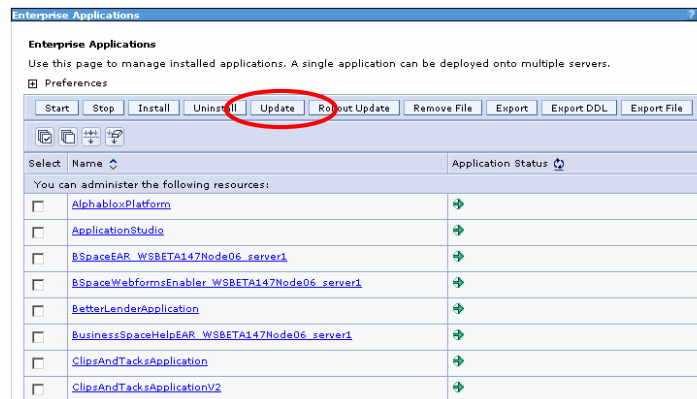 Enterprise Applications ?
Enterprise Applications
Use this page to manage installed applications. A single application can be deployed onto multiple servers.
Preferences
Start Stop Install Uninstall Update Rollout Update Remove File Export Export DDL Export File
Select Name Application Status
You can administer the following resources:
AlphabloxPlatform
ApplicationStudio
BSpaceEAR_WSBETA147Node06_server1
BSpaceWebformsEnabler_WSBETA147Node06_server1
BetterLenderApplication
BusinessSpaceHelpEAR_WSBETA147Node06_server1
ClipsAndTacksApplication
ClipsAndTacksApplicationV2